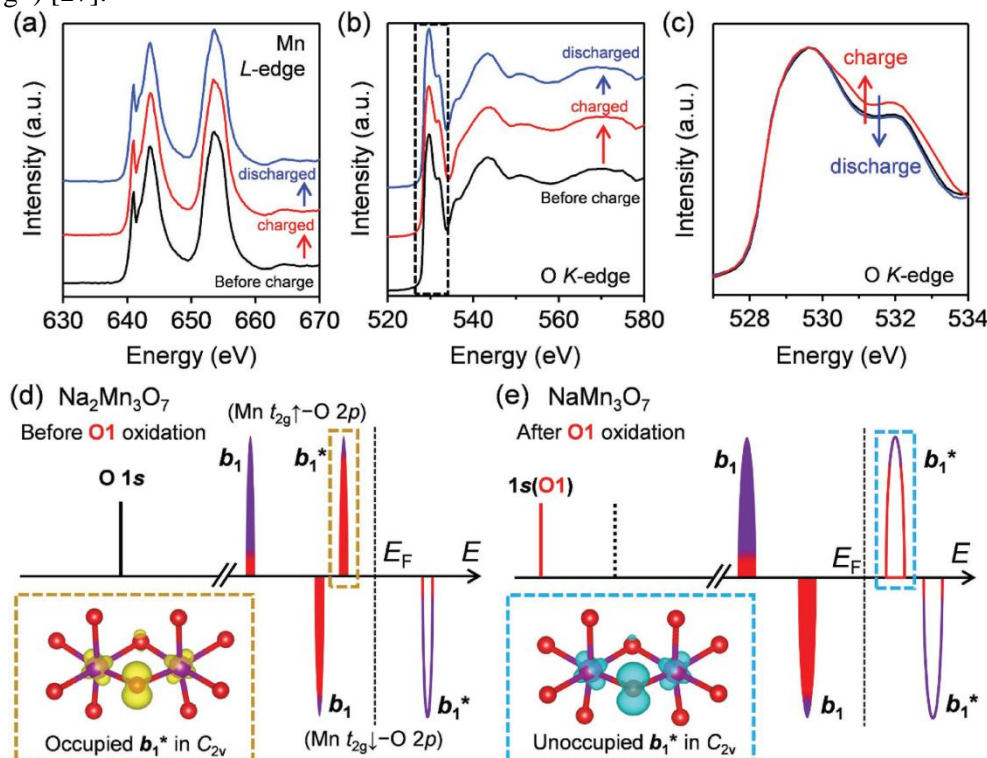 (a)
Mn
L-edge
discharged
charged
Before charge
Intensity (a.u.)
630 640 650 660 670
Energy (eV)
(b)
discharged
charged
Before charge
O K-edge
Intensity (a.u.)
520 540 560 580
Energy (eV)
(c)
charge
discharge
O K-edge
Intensity (a.u.)
528 530 532 534
Energy (eV)
(d) Na₂Mn₃O₇
Before O1 oxidation
(Mn t₂g↑−O 2p)
O 1s
b₁
b₁*
E_F
E
b₁
b₁*
(Mn t₂g↓−O 2p)
Occupied b₁* in C₂ᵥ
(e) NaMn₃O₇
After O1 oxidation
1s(O1)
b₁
b₁*
E_F
E
b₁
b₁*
Unoccupied b₁* in C₂ᵥ